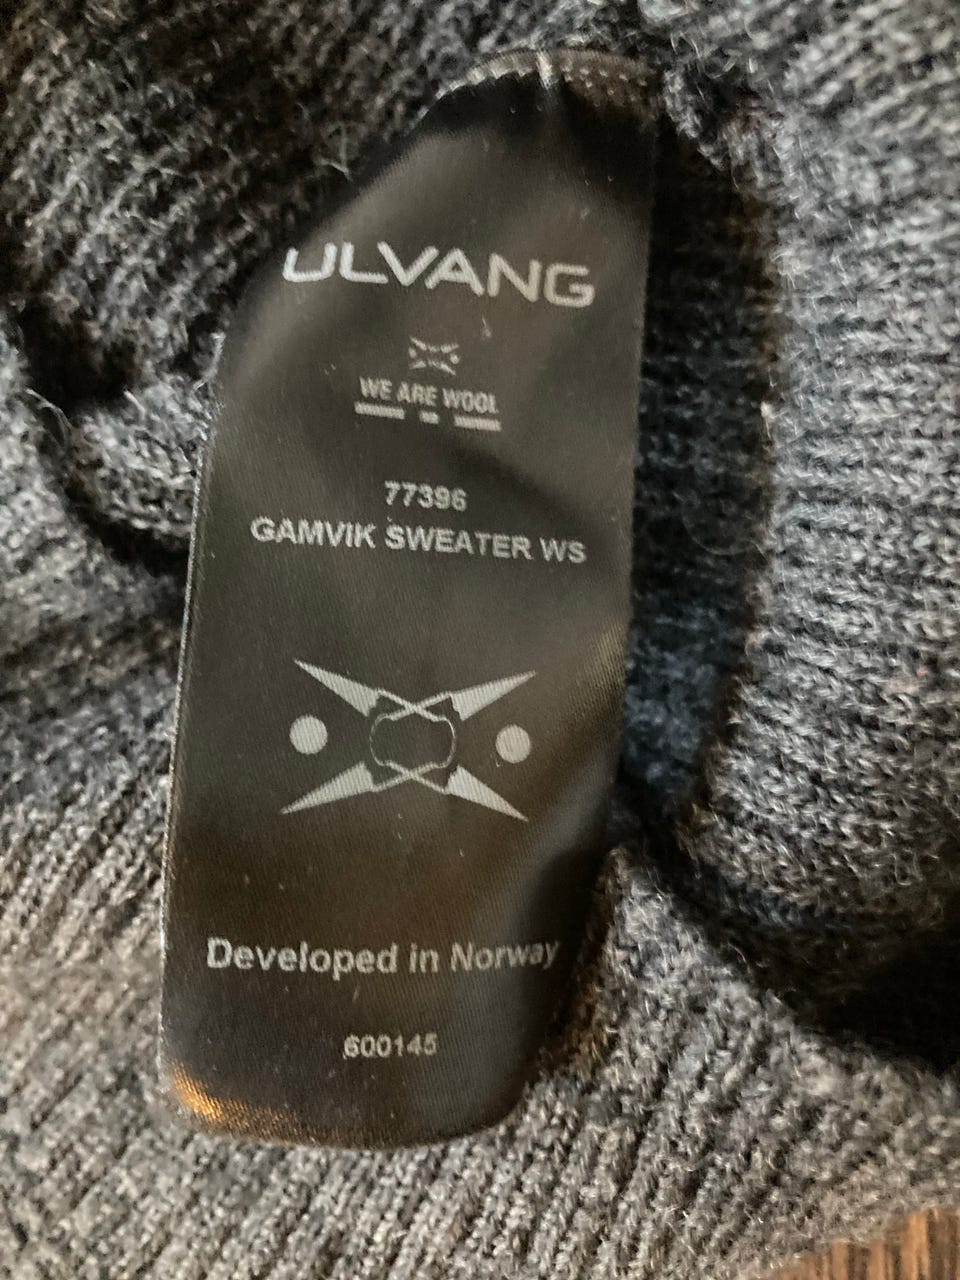 ULVANG
WE ARE WOOL
77396
GAMVIK SWEATER WS
Developed in Norway
600145